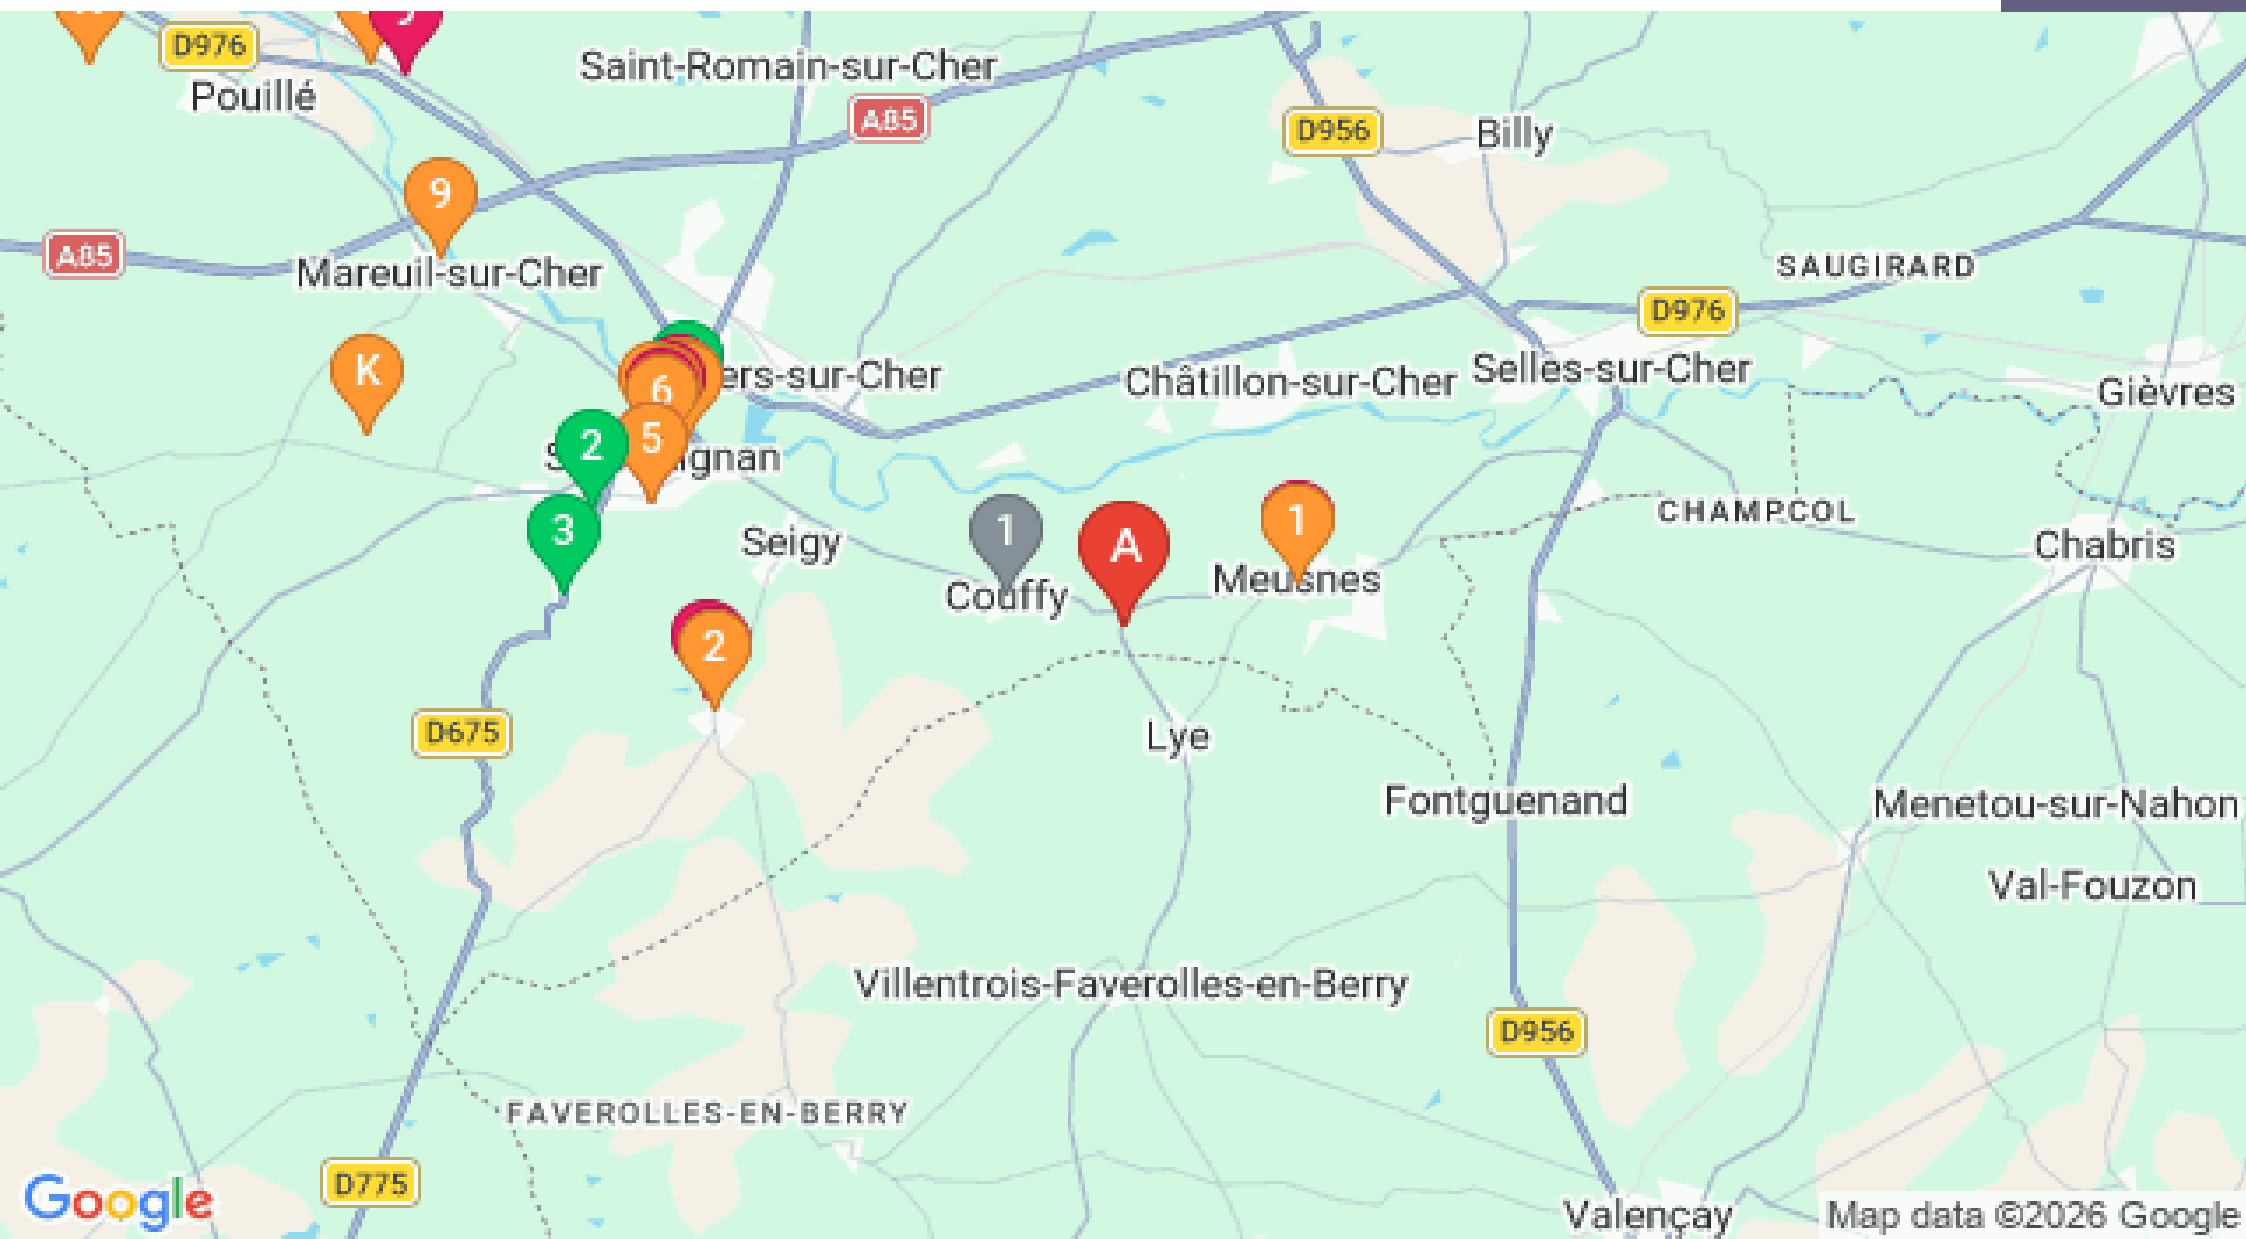 D976
Saint-Romain-sur-Cher
Pouillé
A85
D956
Billy
9
A85
Mareuil-sur-Cher
SAUGIRARD
D976
K
6
ers-sur-Cher
Châtillon-sur-Cher
Selles-sur-Cher
Gièvres
2
5
ignan
3
Seigy
1
A
1
CHAMPCOL
Chabris
Couffy
Meusnes
2
D675
Lye
Fontguenand
Menetou-sur-Nahon
Val-Fouzon
Villentrois-Faverolles-en-Berry
D956
FAVEROLLES-EN-BERRY
D775
Google
Valençay
Map data ©2026 Google